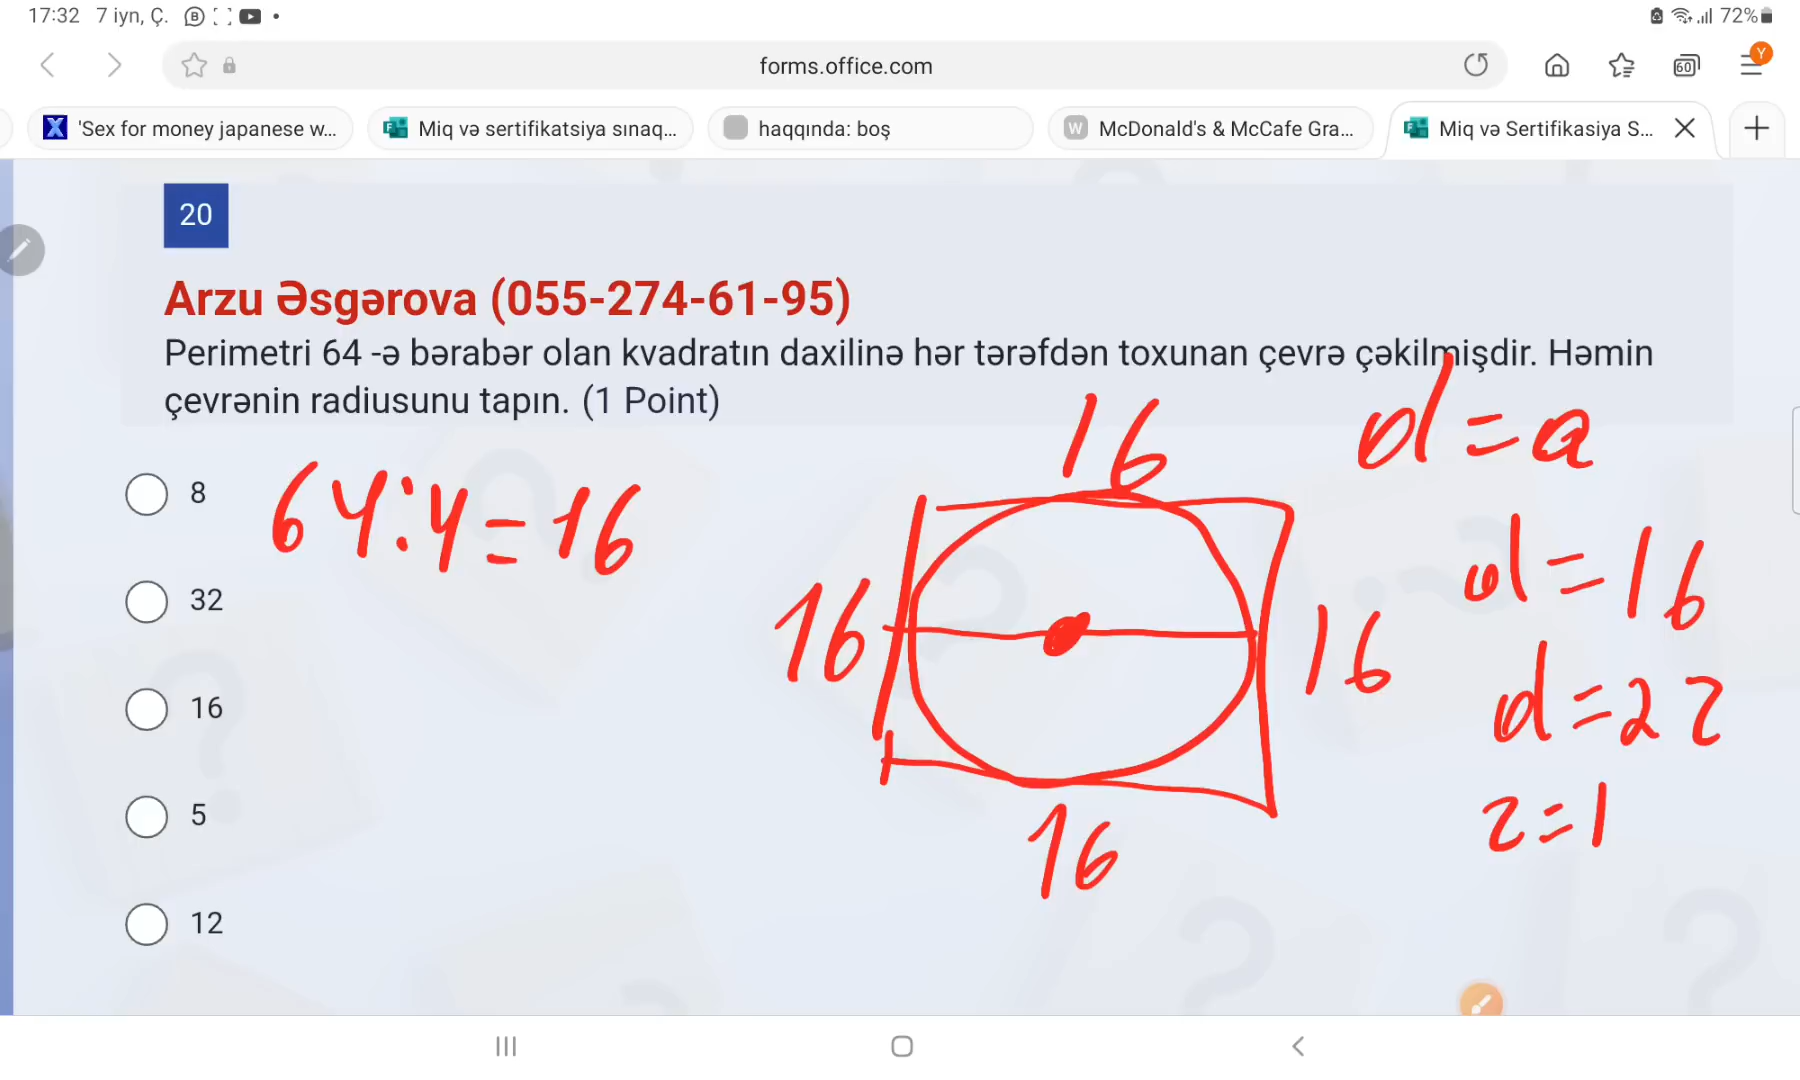 17:32 7 iyn, Ç.
72%
forms.office.com
60
Y
'Sex for money japanese w...
Miq və sertifikatsiya sınaq...
haqqında: boş
W McDonald's & McCafe Gra...
Miq və Sertifikasiya S...
20
Arzu Əsgərova (055-274-61-95)
Perimetri 64 -ə bərabər olan kvadratın daxilinə hər tərəfdən toxunan çevrə çəkilmişdir. Həmin
çevrənin radiusunu tapın. (1 Point)
8
32
16
5
12
64:4=16
16
16
16
16
d=a
d=16
d=2r
r=1